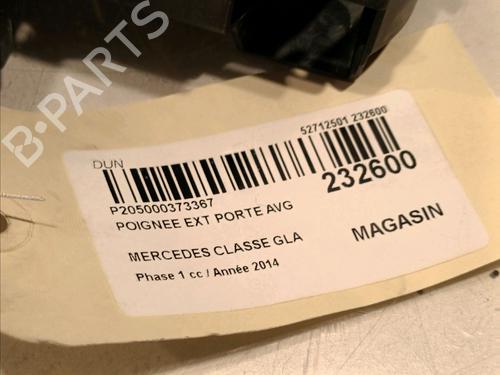 B-PARTS
52712501 232600
DUN
232600
P205000373367
POIGNEE EXT PORTE AVG
MERCEDES CLASSE GLA
MAGASIN
Phase 1 cc / Année 2014